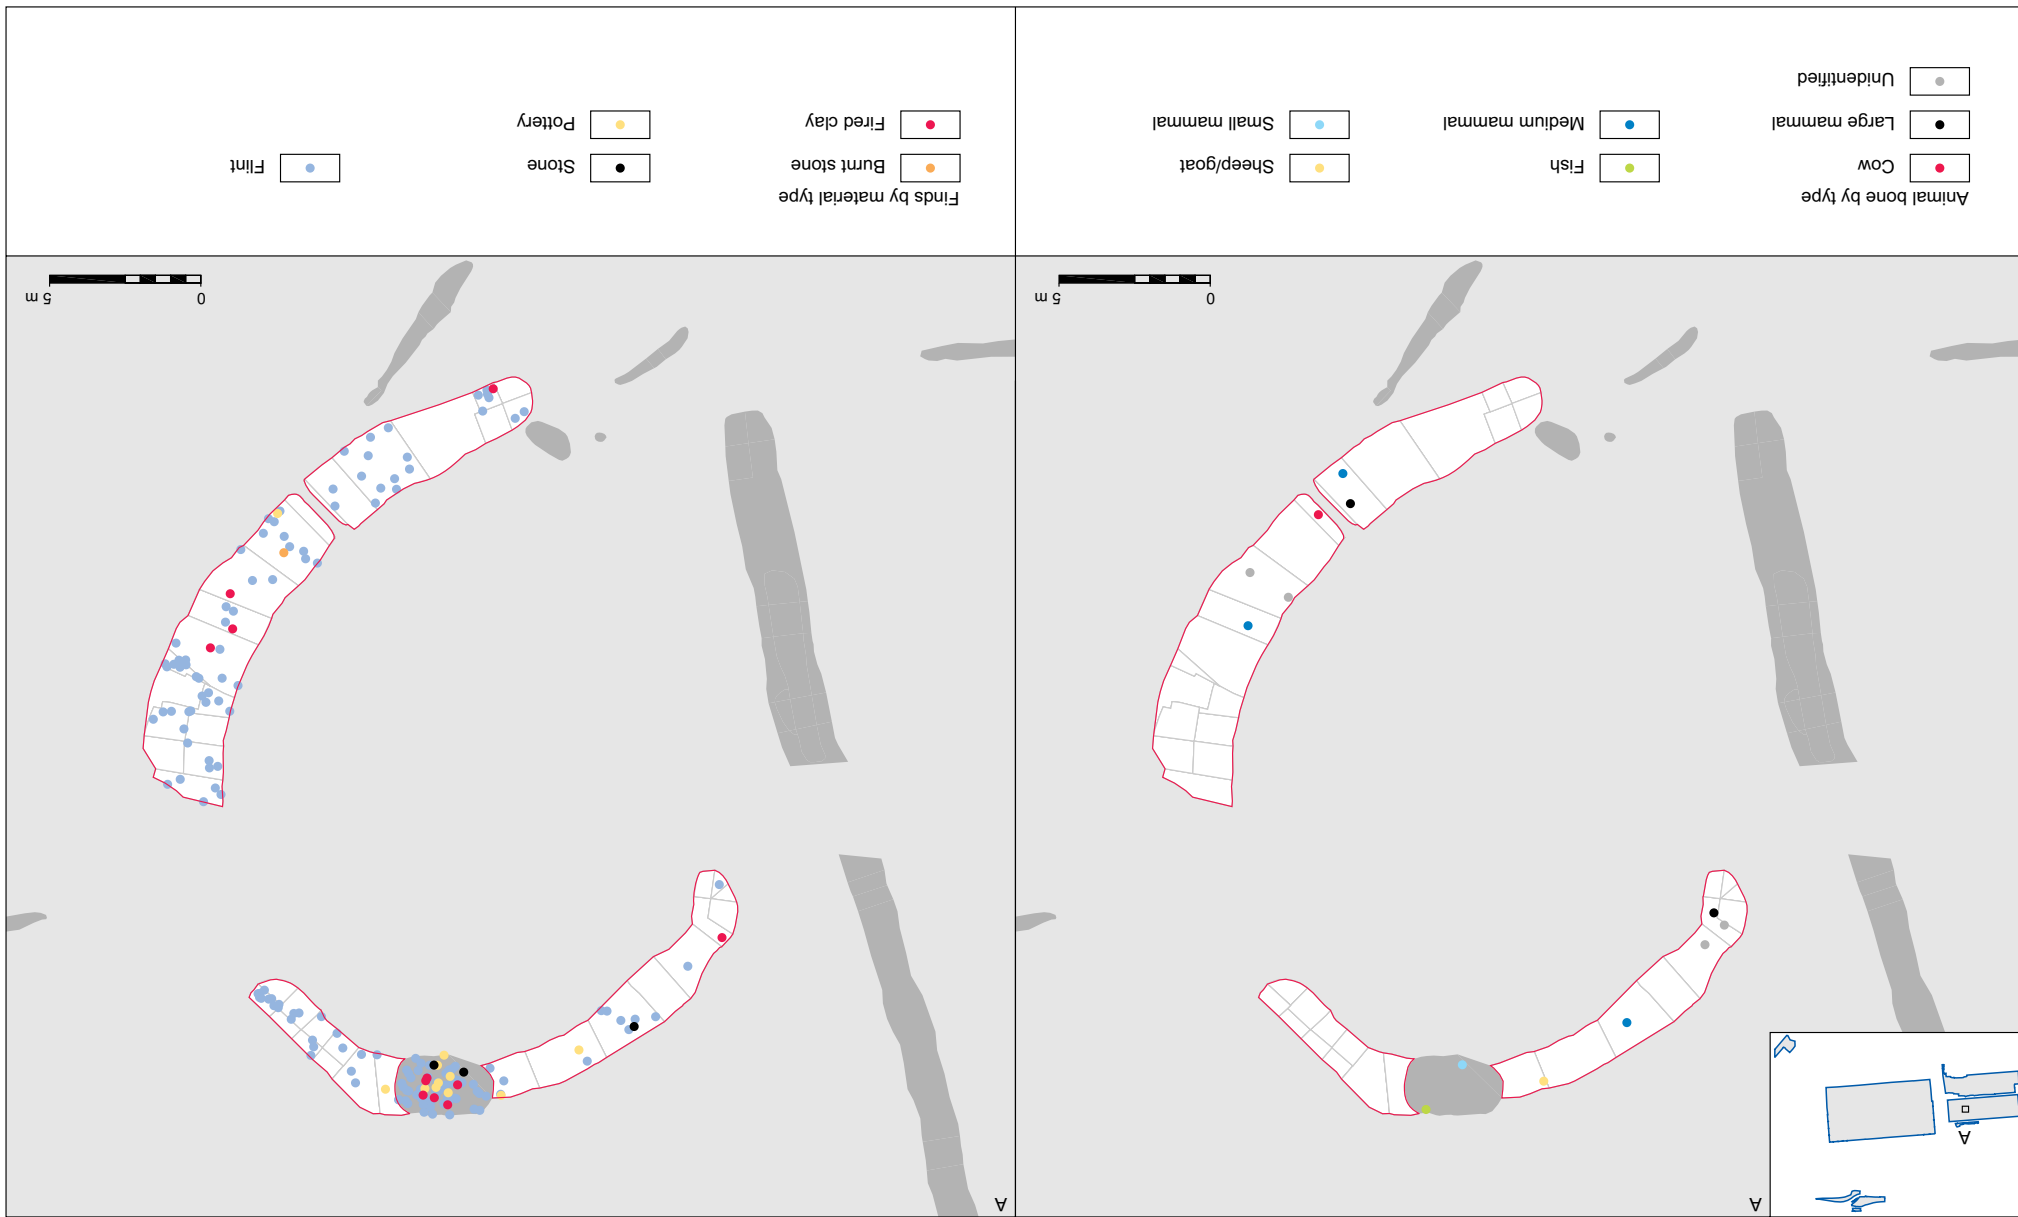 A
A
A
0
5 m
0
5 m
Animal bone by type
Cow
Fish
Sheep/goat
Large mammal
Medium mammal
Small mammal
Unidentified
Finds by material type
Burnt stone
Stone
Flint
Fired clay
Pottery